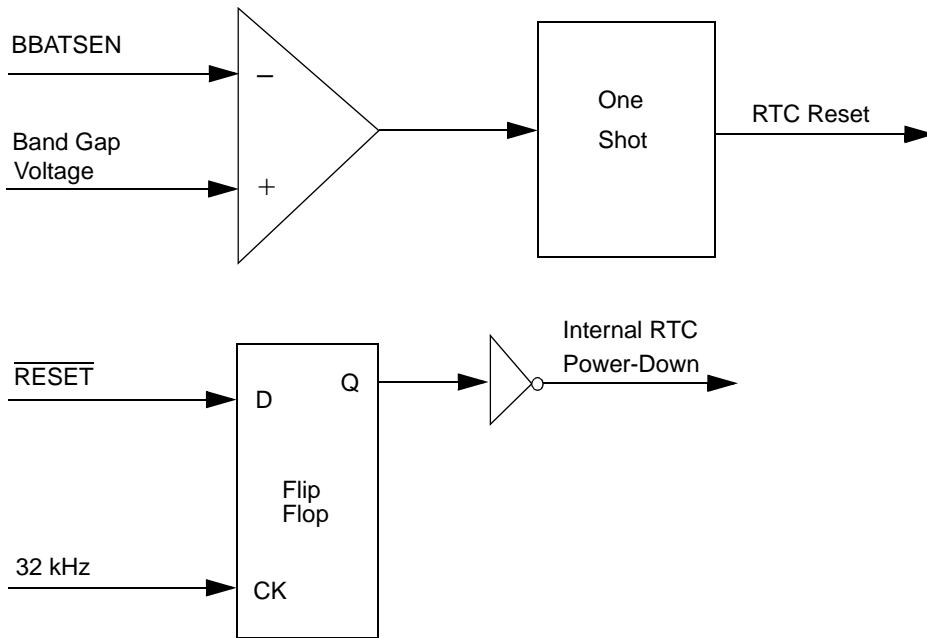 BBATSEN
−
Band Gap
Voltage
+
One
Shot
RTC Reset
RESET
D
Q
Flip
Flop
32 kHz
CK
Internal RTC
Power-Down